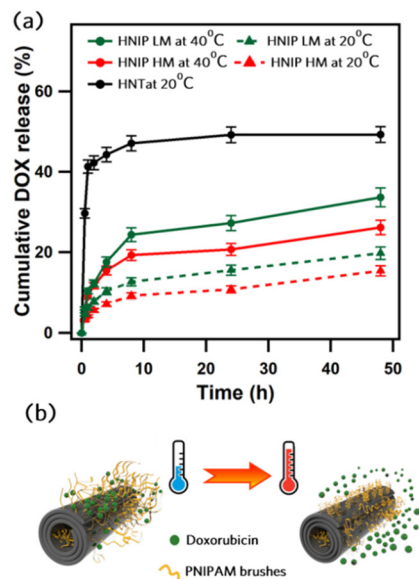 (a)
HNIP LM at 40°C
HNIP LM at 20°C
HNIP HM at 40°C
HNIP HM at 20°C
HNTat 20°C
Cumulative DOX release (%)
60
40
20
0
0 10 20 30 40 50
Time (h)
(b)
Doxorubicin
PNIPAM brushes